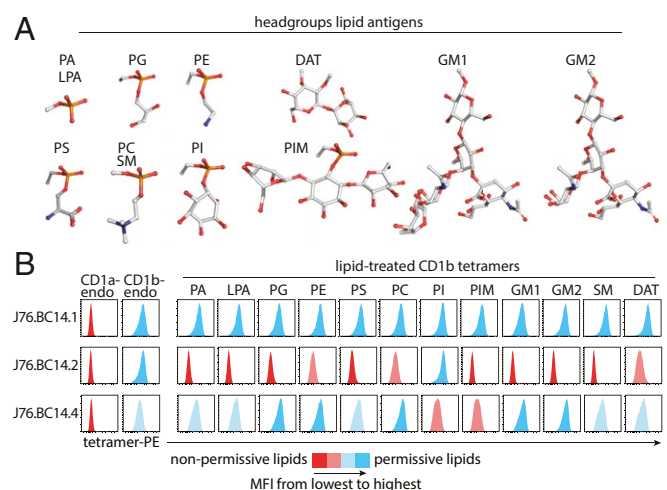 A
headgroups lipid antigens
PA
LPA
PG
PE
DAT
GM1
GM2
PS
PC
SM
PI
PIM
B
CD1a-
endo
CD1b-
endo
lipid-treated CD1b tetramers
PA LPA PG PE PS PC PI PIM GM1 GM2 SM DAT
J76.BC14.1
J76.BC14.2
J76.BC14.4
tetramer-PE
non-permissive lipids permissive lipids
MFI from lowest to highest